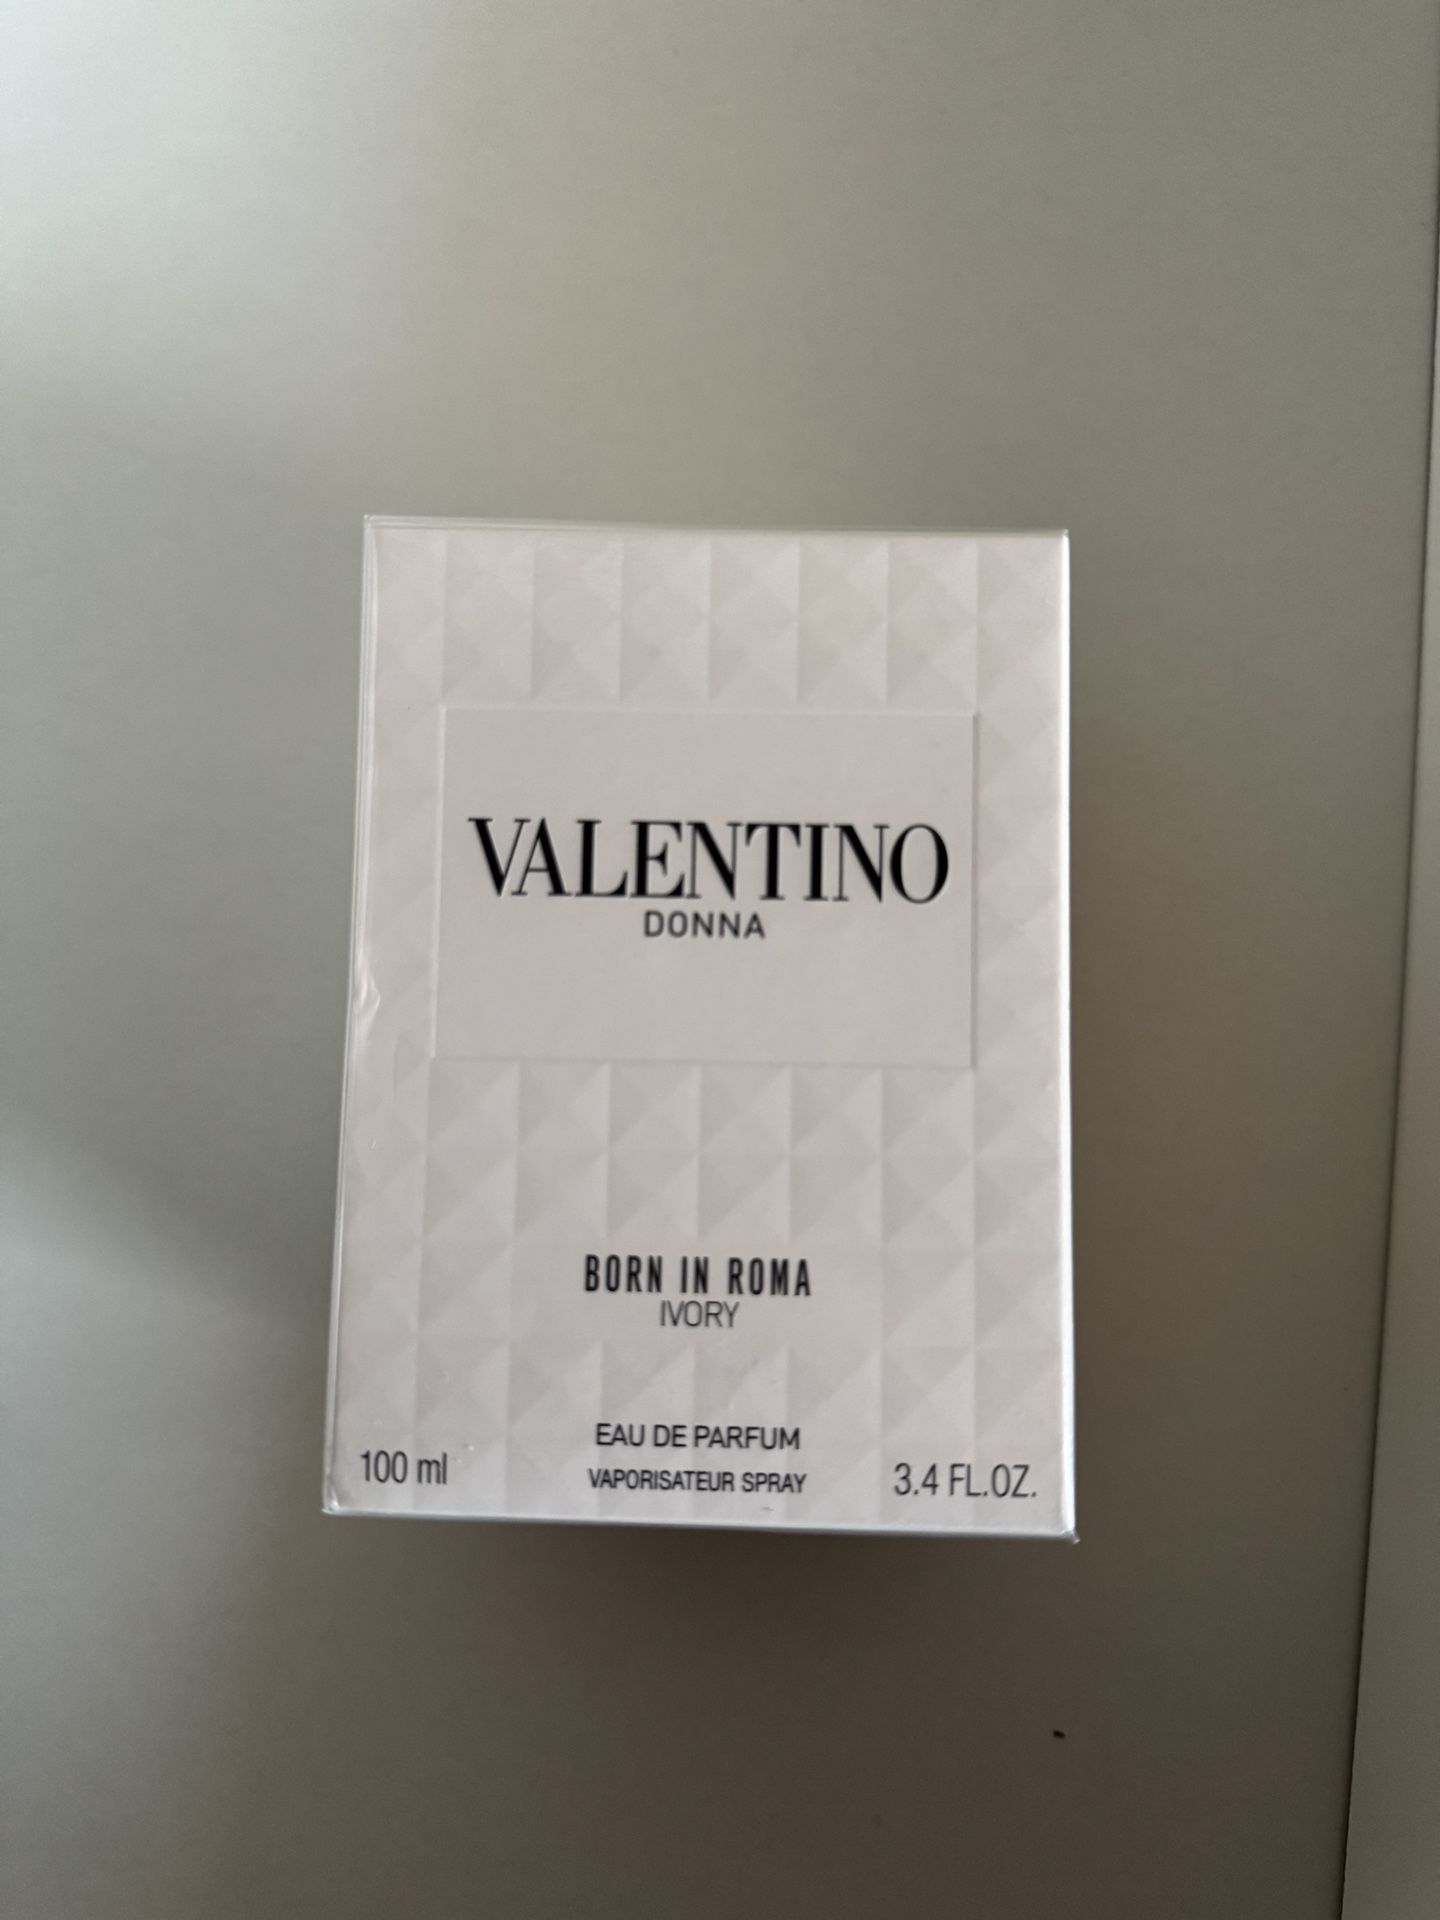 VALENTINO
DONNA
BORN IN ROMA
IVORY
EAU DE PARFUM
100 ml VAPORISATEUR SPRAY 3.4 FL.OZ.